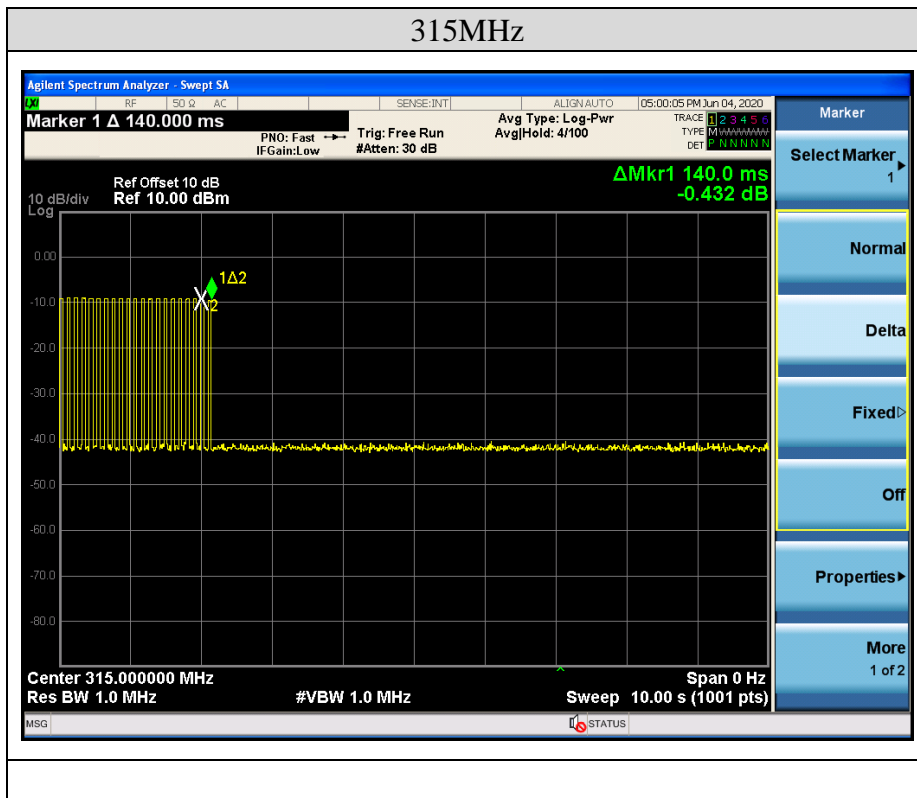 315MHz
Agilent Spectrum Analyzer - Swept SA
LXI RF 50 Ω AC SENSE:INT ALIGN AUTO 05:00:05 PM Jun 04, 2020
Marker 1 Δ 140.000 ms
PNO: Fast
IFGain:Low
Trig: Free Run
#Atten: 30 dB
Avg Type: Log-Pwr
Avg|Hold: 4/100
TRACE 1 2 3 4 5 6
TYPE MWWWWW
DET P N N N N N
ΔMkr1 140.0 ms
-0.432 dB
Ref Offset 10 dB
10 dB/div Ref 10.00 dBm
Log
0.00
1Δ2
-10.0
X2
-20.0
-30.0
-40.0
-50.0
-60.0
-70.0
-80.0
Center 315.000000 MHz Span 0 Hz
Res BW 1.0 MHz #VBW 1.0 MHz Sweep 10.00 s (1001 pts)
MSG STATUS
Marker
Select Marker
1
Normal
Delta
Fixed
Off
Properties
More
1 of 2